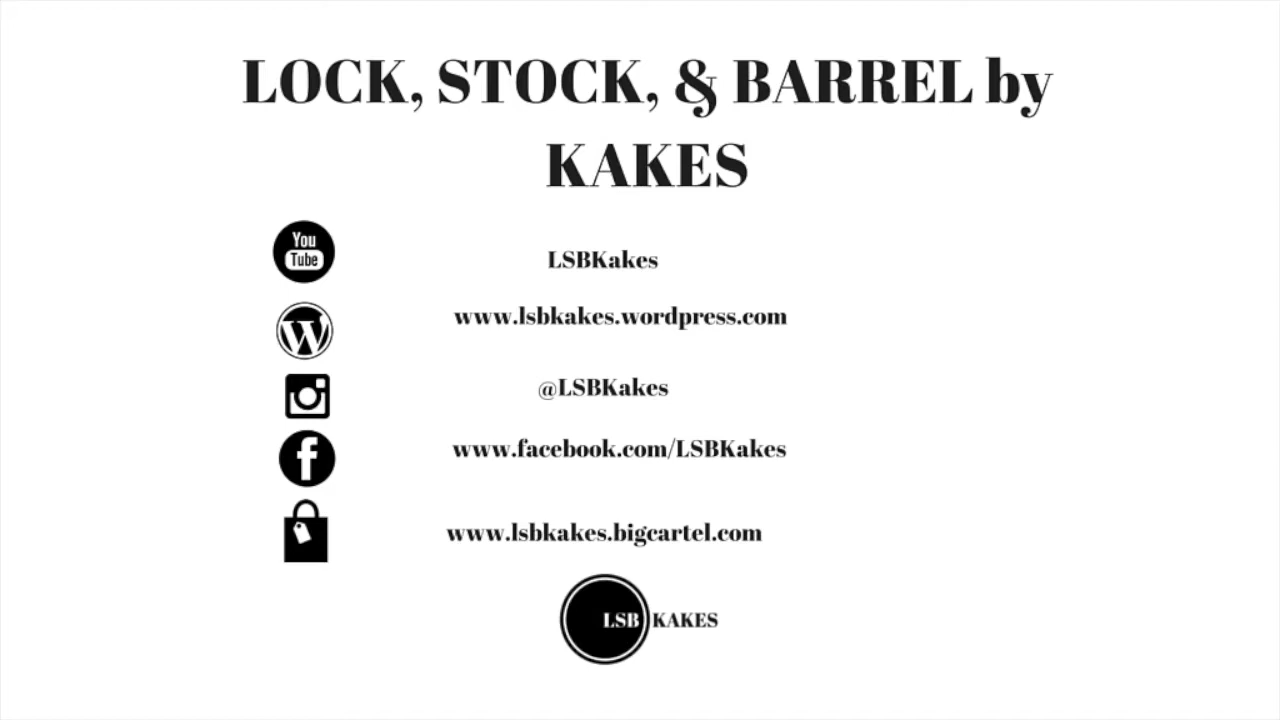 LOCK, STOCK, & BARREL by
KAKES
You
Tube
LSBKakes
www.lsbkakes.wordpress.com
W
@LSBKakes
f
www.facebook.com/LSBKakes
www.lsbkakes.bigcartel.com
LSB KAKES